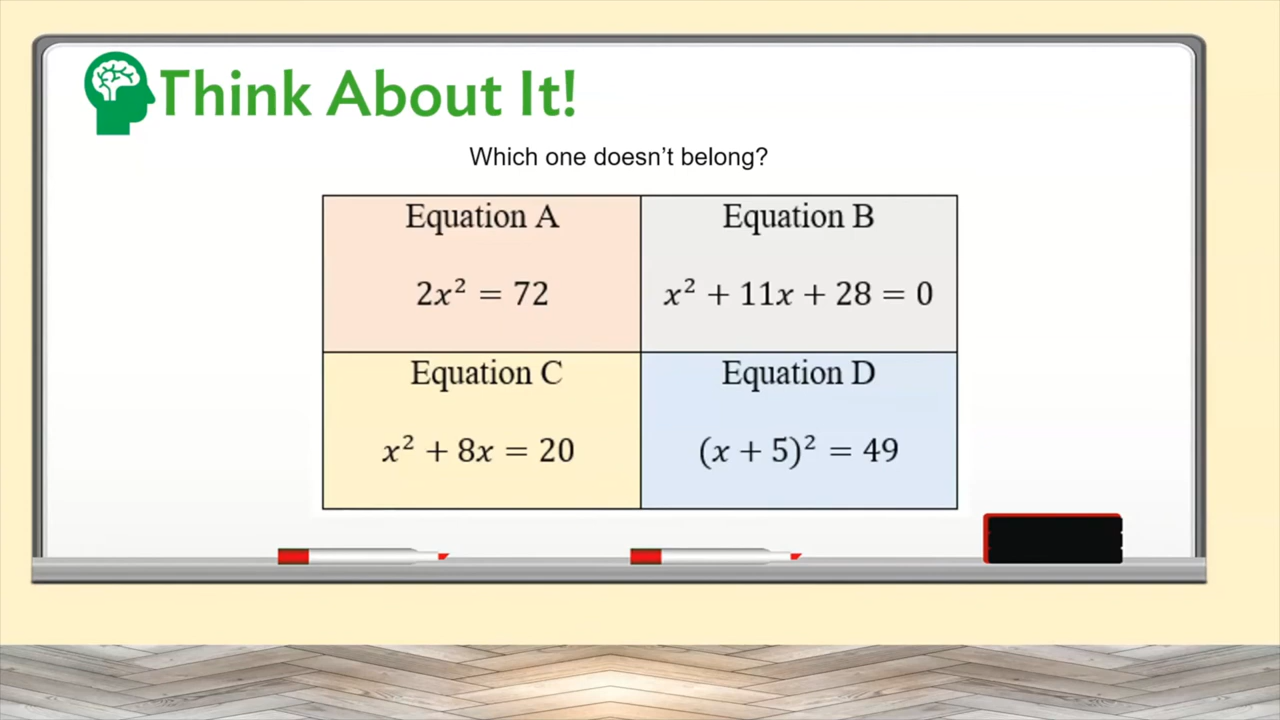 Think About It!
Which one doesn’t belong?
Equation A
2x² = 72
Equation B
x² + 11x + 28 = 0
Equation C
x² + 8x = 20
Equation D
(x + 5)² = 49